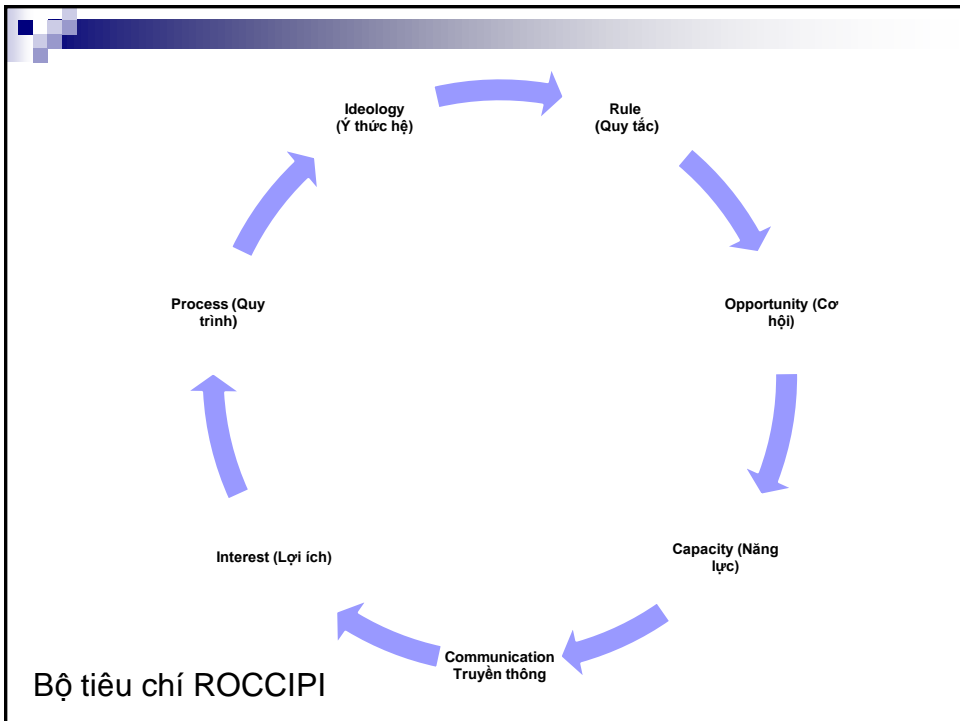 Ideology
(Ý thức hệ)
Rule
(Quy tắc)
Opportunity (Cơ
hội)
Capacity (Năng
lực)
Communication
Truyền thông
Interest (Lợi ích)
Process (Quy
trình)
Bộ tiêu chí ROCCIPI